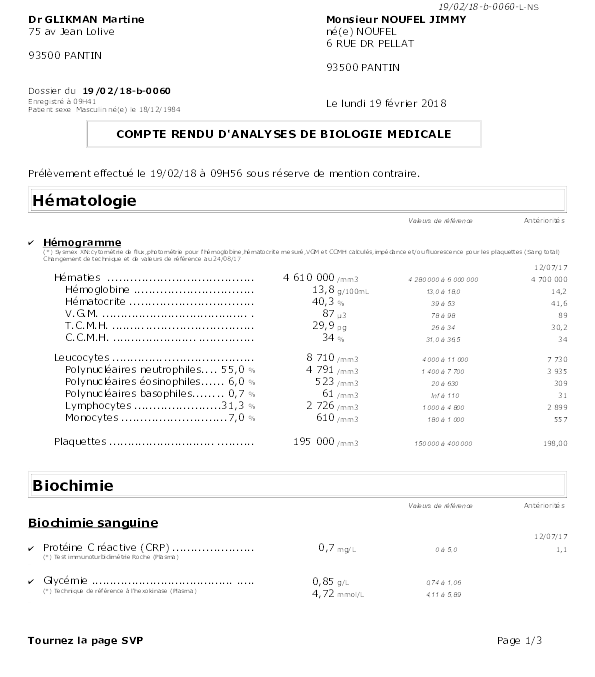 19/02/18-b-0060-L-NS
Dr GLIKMAN Martine
75 av Jean Lolive
93500 PANTIN
Monsieur NOUFEL JIMMY
né(e) NOUFEL
6 RUE DR PELLAT
93500 PANTIN
Dossier du 19/02/18-b-0060
Enregistré à 09H41
Patient sexe Masculin né(e) le 18/12/1984
Le lundi 19 février 2018
COMPTE RENDU D'ANALYSES DE BIOLOGIE MEDICALE
Prélèvement effectué le 19/02/18 à 09H56 sous réserve de mention contraire.
Hématologie
Valeurs de référence Antériorités
✔ Hémogramme
(*) Sysmex XN:cytométrie de flux,photométrie pour l'hémoglobine,hématocrite mesuré,VGM et CCMH calculés,impédance et/ou fluorescence pour les plaquettes (Sang total)
Changement de technique et de valeurs de référence au 24/08/17
12/07/17
Hématies ...................................... 4 610 000 /mm3 4 280 000 à 6 000 000 4 700 000
Hémoglobine ................................. 13,8 g/100mL 13,0 à 18,0 14,2
Hématocrite ................................. 40,3 % 39 à 53 41,6
V.G.M. ......................................... 87 µ3 78 à 98 89
T.C.M.H. ...................................... 29,9 pg 26 à 34 30,2
C.C.M.H. ...................................... 34 % 31,0 à 36,5 34
Leucocytes ..................................... 8 710 /mm3 4 000 à 11 000 7 730
Polynucléaires neutrophiles.... 55,0 % 4 791 /mm3 1 400 à 7 700 3 935
Polynucléaires éosinophiles...... 6,0 % 523 /mm3 20 à 630 309
Polynucléaires basophiles........ 0,7 % 61 /mm3 Inf à 110 31
Lymphocytes .......................31,3 % 2 726 /mm3 1 000 à 4 800 2 899
Monocytes ............................7,0 % 610 /mm3 180 à 1 000 557
Plaquettes ..................................... 195 000 /mm3 150 000 à 400 000 198,00
Biochimie
Valeurs de référence Antériorités
Biochimie sanguine
12/07/17
✔ Protéine C réactive (CRP) ...................... 0,7 mg/L 0 à 5,0 1,1
(*) Test immunoturbidimétrie Roche (Plasma)
✔ Glycémie .......................................... 0,85 g/L 0,74 à 1,06
(*) Technique de référence à l'hexokinase (Plasma) 4,72 mmol/L 4,11 à 5,89
Tournez la page SVP Page 1/3